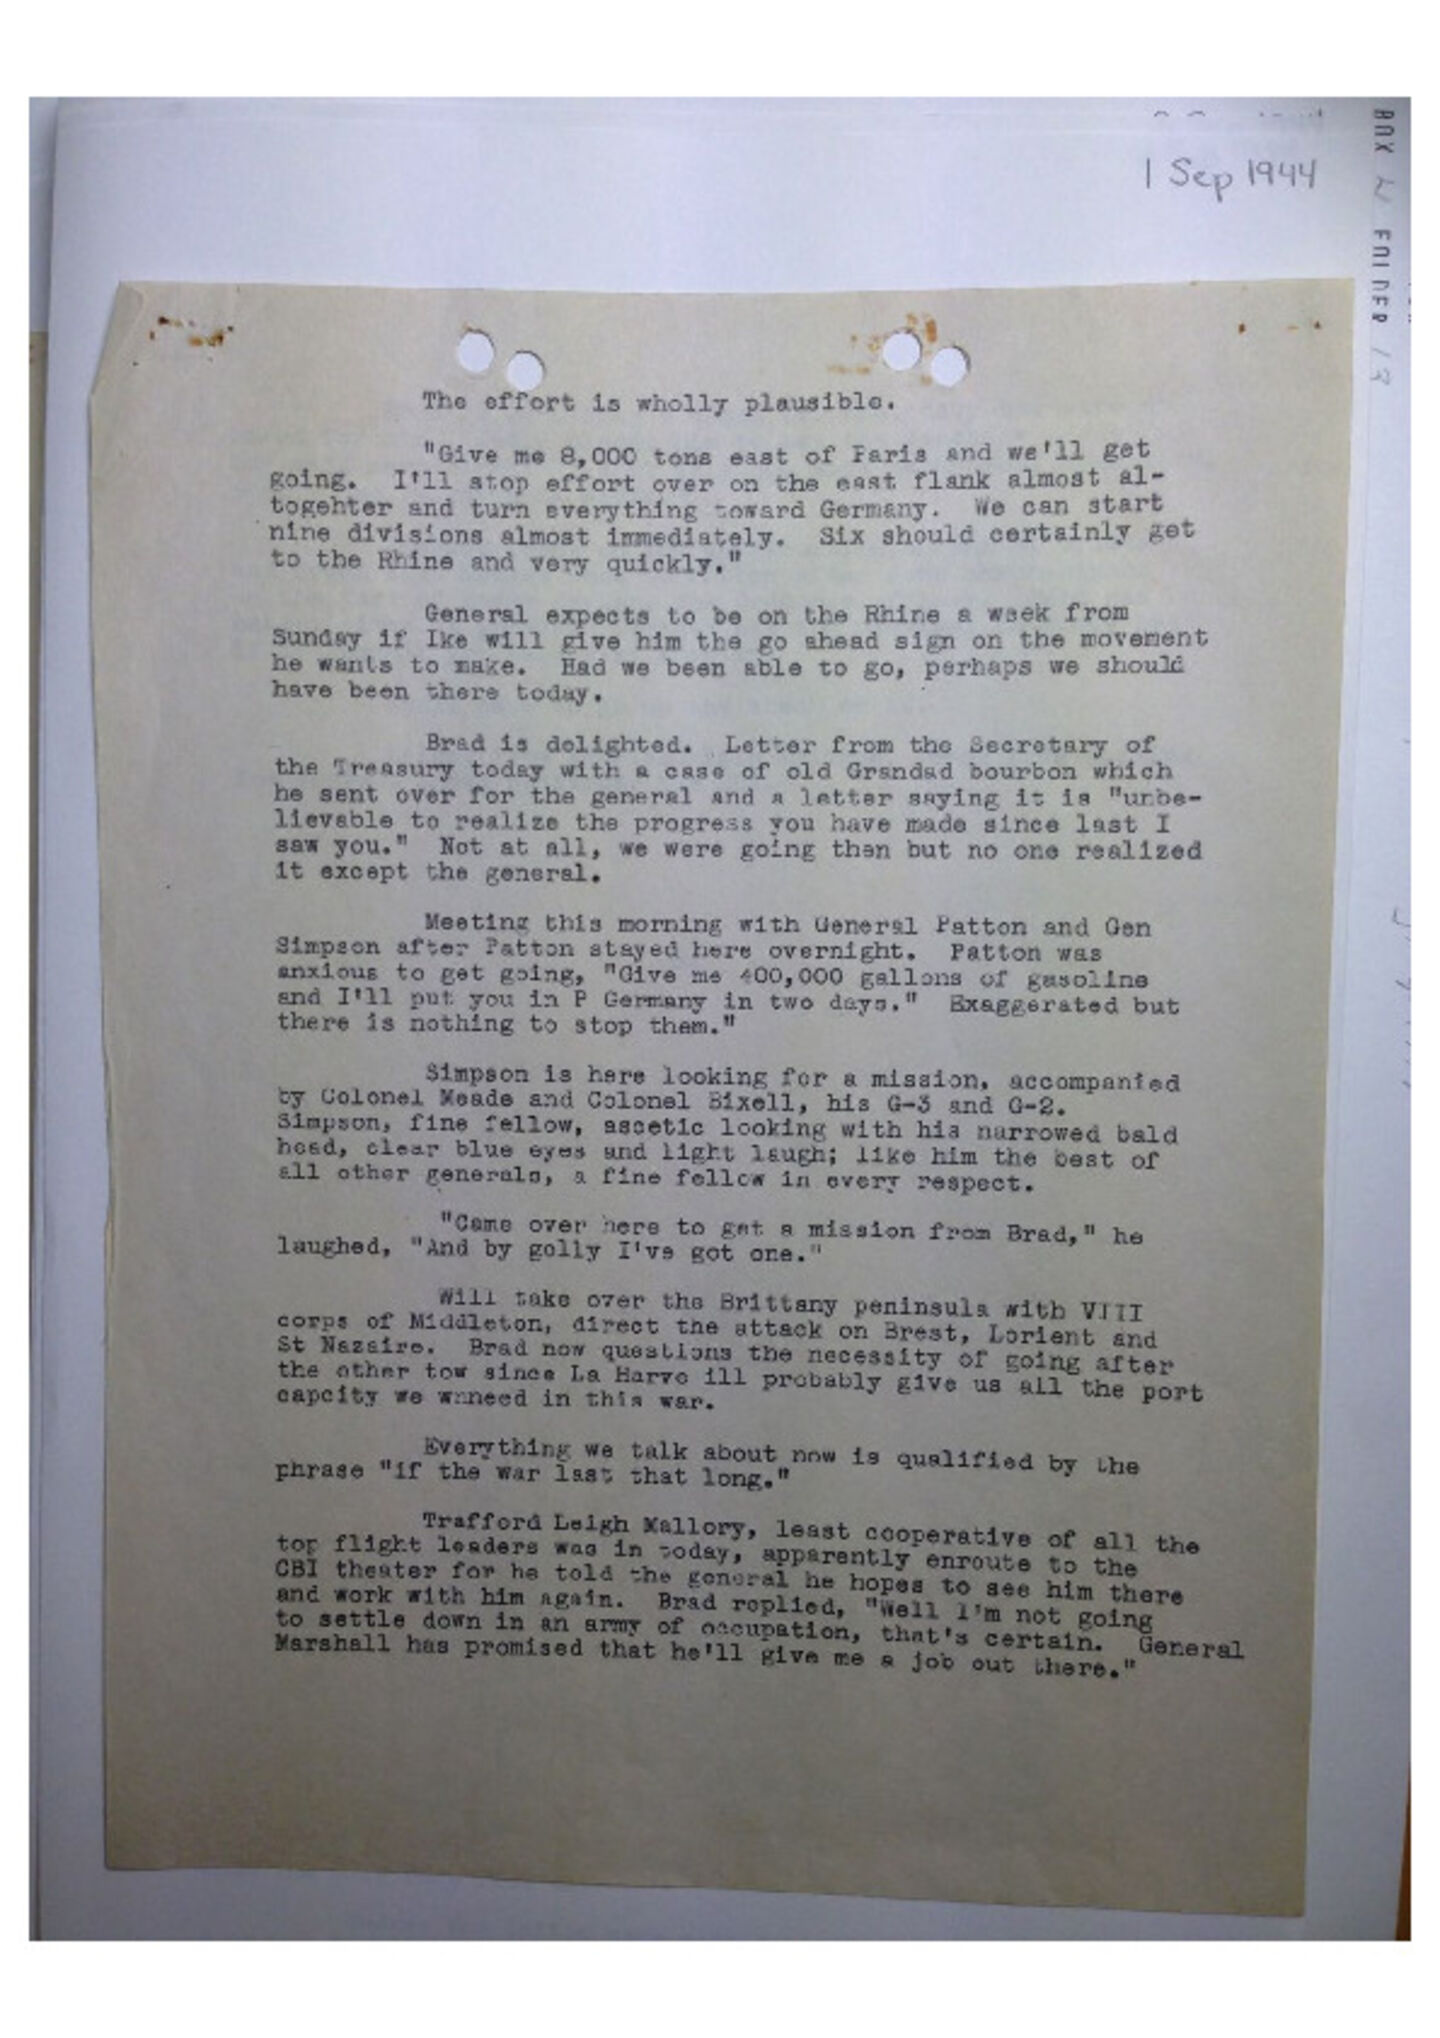 1 Sep 1944
BOX
FOLDER 13
The effort is wholly plausible.
"Give me 8,000 tons east of Paris and we'll get
going. I'll stop effort over on the east flank almost al-
togehter and turn everything toward Germany. We can start
nine divisions almost immediately. Six should certainly get
to the Rhine and very quickly."
General expects to be on the Rhine a week from
Sunday if Ike will give him the go ahead sign on the movement
he wants to make. Had we been able to go, perhaps we should
have been there today.
Brad is delighted. Letter from the Secretary of
the Treasury today with a case of old Grandad bourbon which
he sent over for the general and a letter saying it is "unbe-
lievable to realize the progress you have made since last I
saw you." Not at all, we were going then but no one realized
it except the general.
Meeting this morning with General Patton and Gen
Simpson after Patton stayed here overnight. Patton was
anxious to get going, "Give me 400,000 gallons of gasoline
and I'll put you in P Germany in two days." Exaggerated but
there is nothing to stop them."
Simpson is here looking for a mission, accompanied
by Colonel Meade and Colonel Bixell, his G-3 and G-2.
Simpson, fine fellow, ascetic looking with his narrowed bald
head, clear blue eyes and light laugh; like him the best of
all other generals, a fine fellow in every respect.
"Came over here to get a mission from Brad," he
laughed, "And by golly I've got one."
Will take over the Brittany peninsula with VIII
corps of Middleton, direct the attack on Brest, Lorient and
St Nazaire. Brad now questions the necessity of going after
the other tow since La Harve ill probably give us all the port
capcity we wnneed in this war.
Everything we talk about now is qualified by the
phrase "if the war last that long."
Trafford Leigh Mallory, least cooperative of all the
top flight leaders was in today, apparently enroute to the
CBI theater for he told the general he hopes to see him there
and work with him again. Brad replied, "Well I'm not going
to settle down in an army of occupation, that's certain. General
Marshall has promised that he'll give me a job out there."